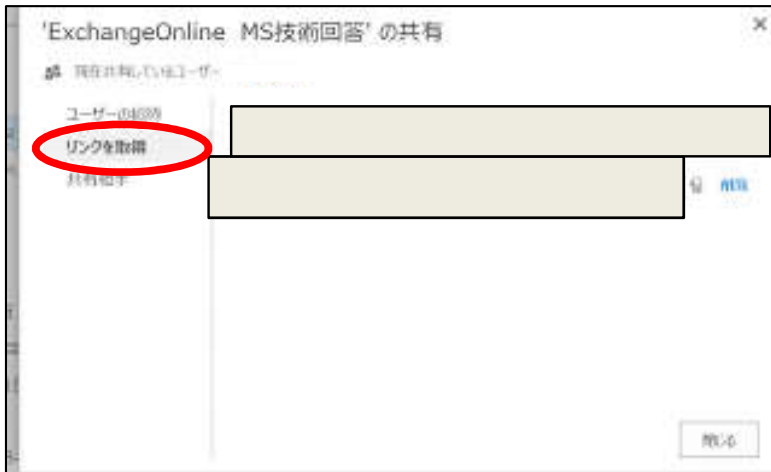 'ExchangeOnline MS技術回答' の共有
現在共有しているユーザー
ユーザーの招待
リンクを取得
共有相手
削除
閉じる